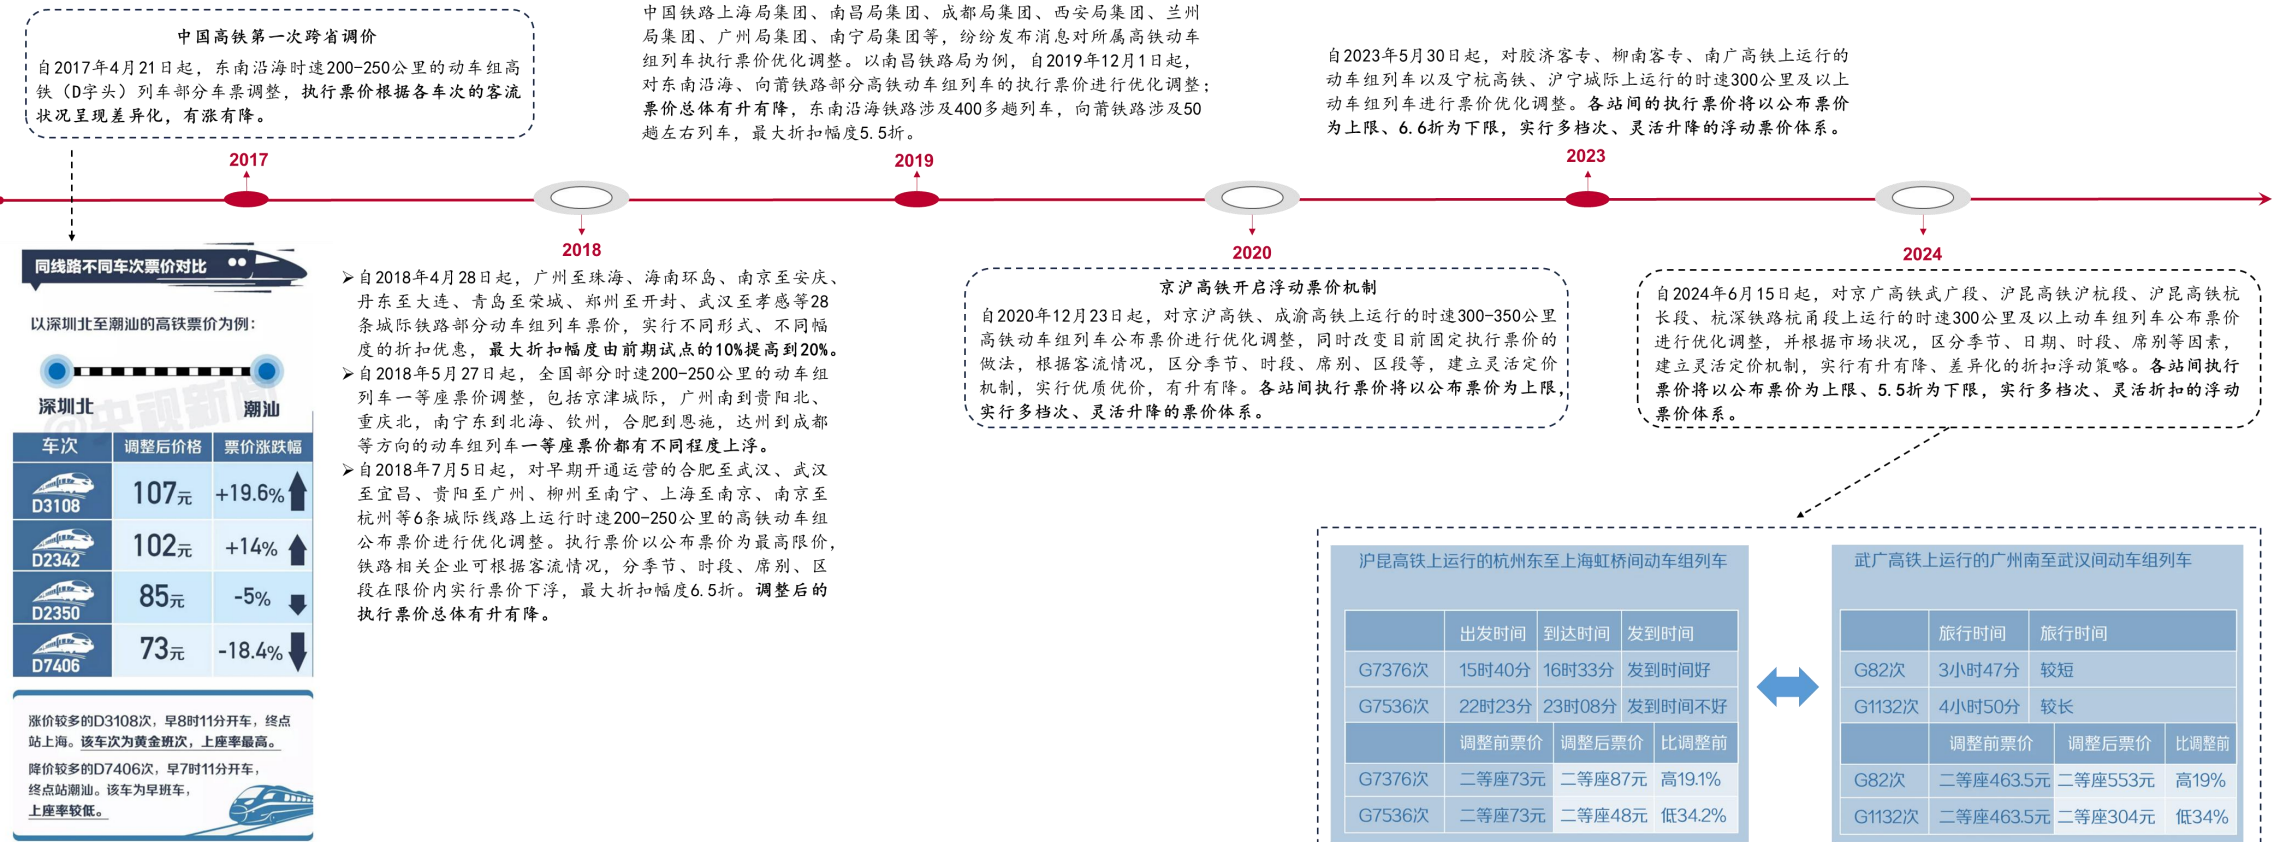 中国高铁第一次跨省调价
自2017年4月21日起，东南沿海时速200-250公里的动车组高
铁（D字头）列车部分车票调整，执行票价根据各车次的客流
状况呈现差异化，有涨有降。
2017
中国铁路上海局集团、南昌局集团、成都局集团、西安局集团、兰州
局集团、广州局集团、南宁局集团等，纷纷发布消息对所属高铁动车
组列车执行票价优化调整。以南昌铁路局为例，自2019年12月1日起，
对东南沿海、向莆铁路部分高铁动车组列车的执行票价进行优化调整；
票价总体有升有降，东南沿海铁路涉及400多趟列车，向莆铁路涉及50
趟左右列车，最大折扣幅度5.5折。
2019
自2023年5月30日起，对胶济客专、柳南客专、南广高铁上运行的
动车组列车以及宁杭高铁、沪宁城际上运行的时速300公里及以上
动车组列车进行票价优化调整。各站间的执行票价将以公布票价
为上限、6.6折为下限，实行多档次、灵活升降的浮动票价体系。
2023
同线路不同车次票价对比
以深圳北至潮汕的高铁票价为例：
深圳北 潮汕
@央视新闻
车次 调整后价格 票价涨跌幅
D3108 107元 +19.6%
D2342 102元 +14%
D2350 85元 -5%
D7406 73元 -18.4%
涨价较多的D3108次，早8时11分开车，终点
站上海。该车次为黄金班次，上座率最高。
降价较多的D7406次，早7时11分开车，
终点站潮汕。该车为早班车，
上座率较低。
2018
➢自2018年4月28日起，广州至珠海、海南环岛、南京至安庆、
丹东至大连、青岛至荣城、郑州至开封、武汉至孝感等28
条城际铁路部分动车组列车票价，实行不同形式、不同幅
度的折扣优惠，最大折扣幅度由前期试点的10%提高到20%。
➢自2018年5月27日起，全国部分时速200-250公里的动车组
列车一等座票价调整，包括京津城际，广州南到贵阳北、
重庆北，南宁东到北海、钦州，合肥到恩施，达州到成都
等方向的动车组列车一等座票价都有不同程度上浮。
➢自2018年7月5日起，对早期开通运营的合肥至武汉、武汉
至宜昌、贵阳至广州、柳州至南宁、上海至南京、南京至
杭州等6条城际线路上运行时速200-250公里的高铁动车组
公布票价进行优化调整。执行票价以公布票价为最高限价，
铁路相关企业可根据客流情况，分季节、时段、席别、区
段在限价内实行票价下浮，最大折扣幅度6.5折。调整后的
执行票价总体有升有降。
2020
京沪高铁开启浮动票价机制
自2020年12月23日起，对京沪高铁、成渝高铁上运行的时速300-350公里
高铁动车组列车公布票价进行优化调整，同时改变目前固定执行票价的
做法，根据客流情况，区分季节、时段、席别、区段等，建立灵活定价
机制，实行优质优价，有升有降。各站间执行票价将以公布票价为上限，
实行多档次、灵活升降的票价体系。
2024
自2024年6月15日起，对京广高铁武广段、沪昆高铁沪杭段、沪昆高铁杭
长段、杭深铁路杭甬段上运行的时速300公里及以上动车组列车公布票价
进行优化调整，并根据市场状况，区分季节、日期、时段、席别等因素，
建立灵活定价机制，实行有升有降、差异化的折扣浮动策略。各站间执行
票价将以公布票价为上限、5.5折为下限，实行多档次、灵活折扣的浮动
票价体系。
沪昆高铁上运行的杭州东至上海虹桥间动车组列车
出发时间 到达时间 发到时间
G7376次 15时40分 16时33分 发到时间好
G7536次 22时23分 23时08分 发到时间不好
调整前票价 调整后票价 比调整前
G7376次 二等座73元 二等座87元 高19.1%
G7536次 二等座73元 二等座48元 低34.2%
武广高铁上运行的广州南至武汉间动车组列车
旅行时间 旅行时间
G82次 3小时47分 较短
G1132次 4小时50分 较长
调整前票价 调整后票价 比调整前
G82次 二等座463.5元 二等座553元 高19%
G1132次 二等座463.5元 二等座304元 低34%